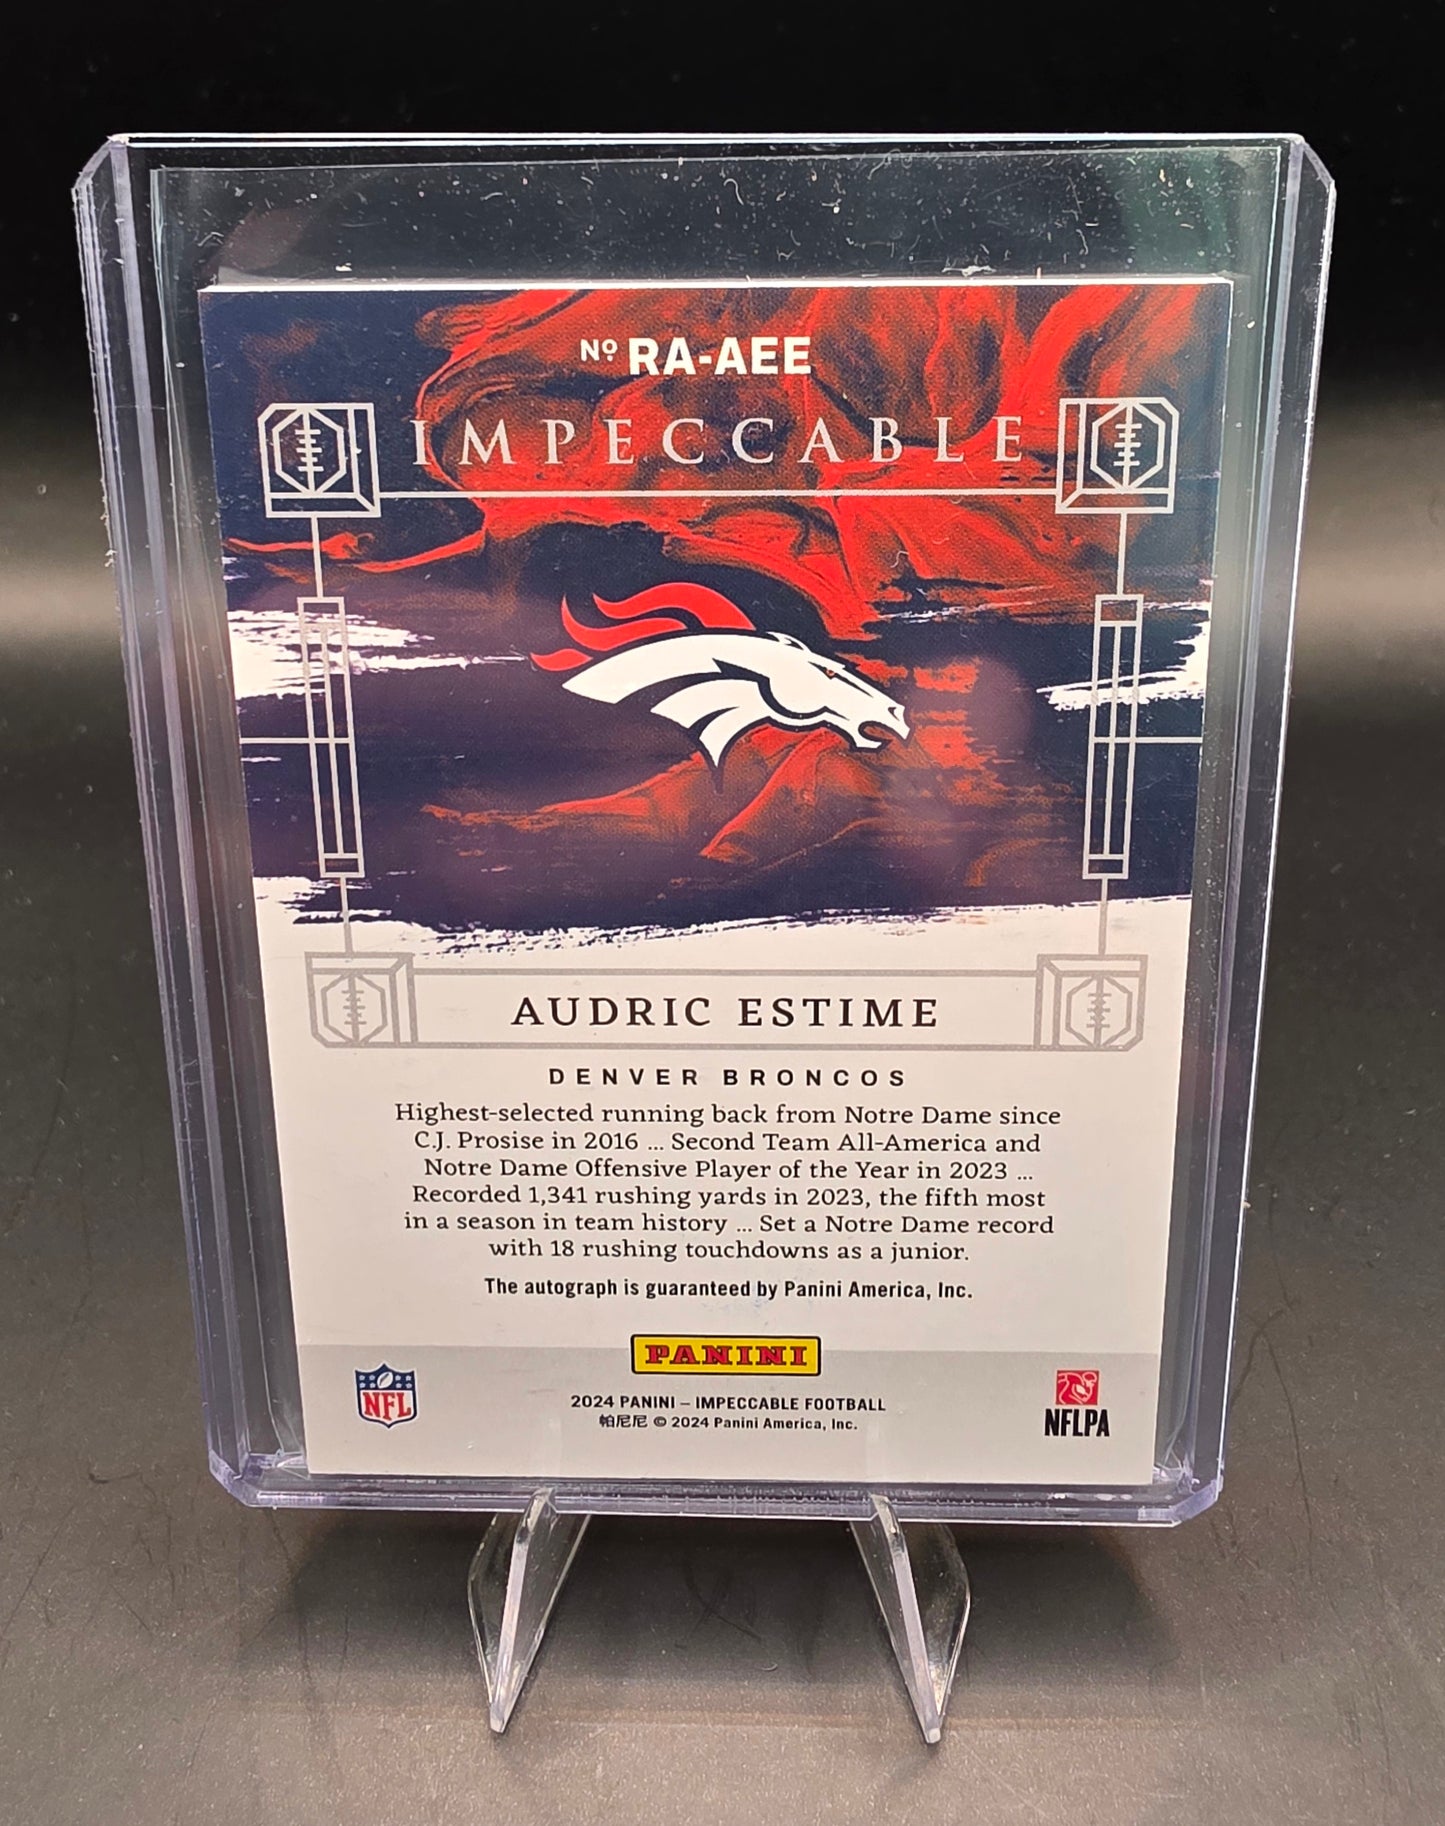 Nº RA-AEE
IMPECCABLE
AUDRIC ESTIME
DENVER BRONCOS
Highest-selected running back from Notre Dame since
C.J. Prosise in 2016 ... Second Team All-America and
Notre Dame Offensive Player of the Year in 2023 ...
Recorded 1,341 rushing yards in 2023, the fifth most
in a season in team history ... Set a Notre Dame record
with 18 rushing touchdowns as a junior.
The autograph is guaranteed by Panini America, Inc.
PANINI
NFL
2024 PANINI – IMPECCABLE FOOTBALL
帕尼尼 © 2024 Panini America, Inc.
NFLPA